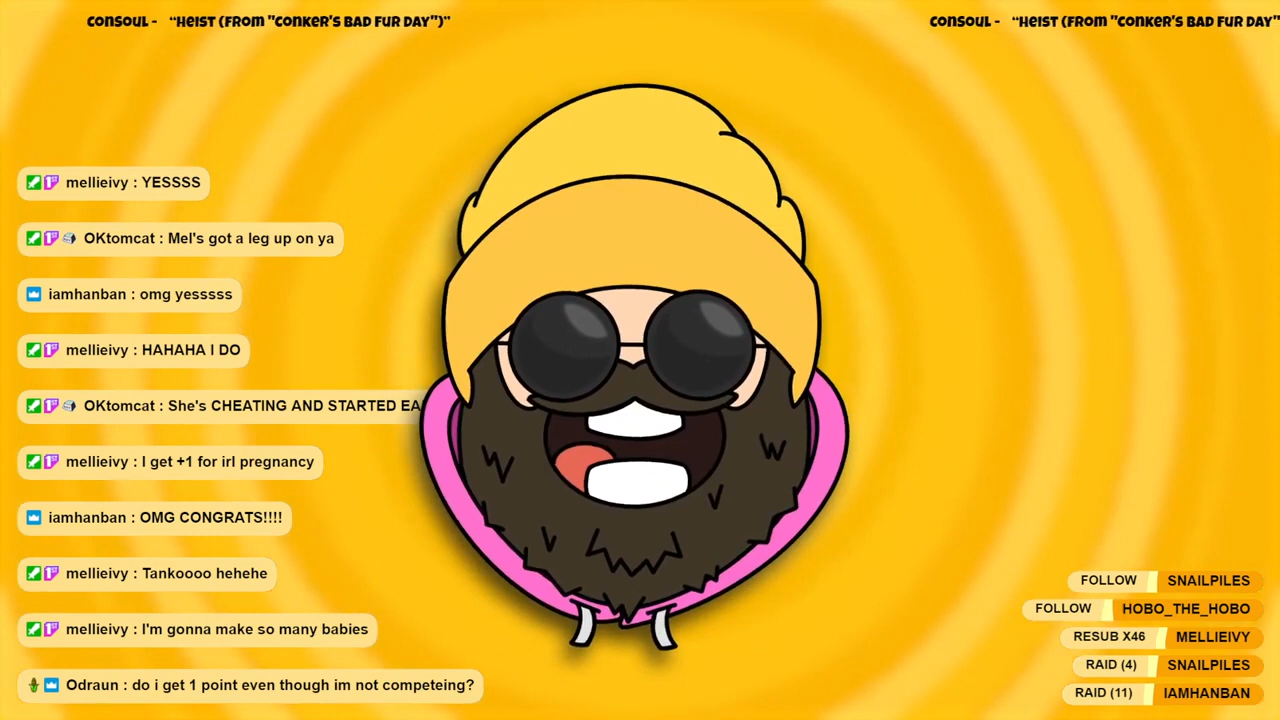 CONSOUL - "HEIST (FROM "CONKER'S BAD FUR DAY")"
CONSOUL - "HEIST (FROM "CONKER'S BAD FUR DAY"
mellieivy : YESSSS
OKtomcat : Mel's got a leg up on ya
iamhanban : omg yesssss
mellieivy : HAHAHA I DO
OKtomcat : She's CHEATING AND STARTED EA
mellieivy : I get +1 for irl pregnancy
iamhanban : OMG CONGRATS!!!!
mellieivy : Tankoooo hehehe
mellieivy : I'm gonna make so many babies
Odraun : do i get 1 point even though im not competeing?
FOLLOW SNAILPILES
FOLLOW HOBO_THE_HOBO
RESUB X46 MELLIEIVY
RAID (4) SNAILPILES
RAID (11) IAMHANBAN